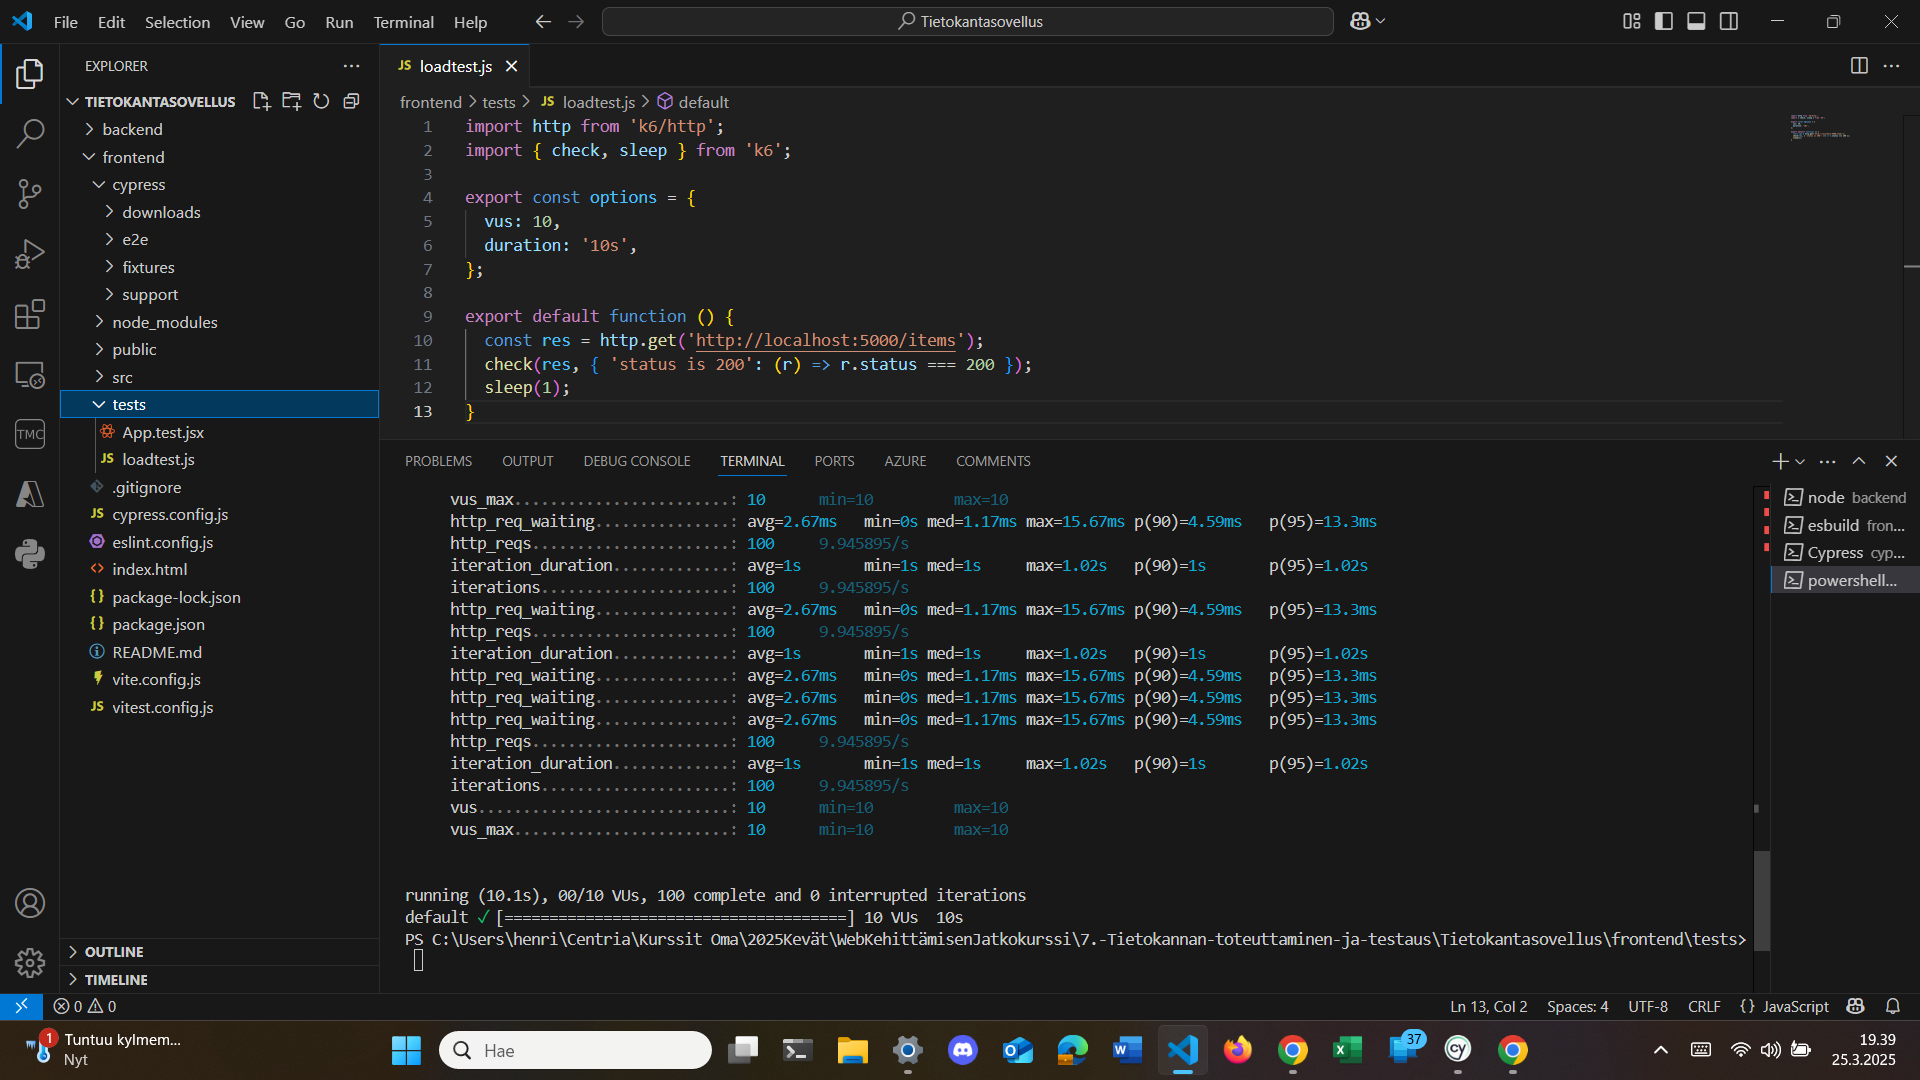 File Edit Selection View Go Run Terminal Help
Tietokantasovellus
EXPLORER
TIETOKANTASOVELLUS
backend
frontend
cypress
downloads
e2e
fixtures
support
node_modules
public
src
tests
App.test.jsx
JS loadtest.js
.gitignore
JS cypress.config.js
eslint.config.js
<> index.html
{} package-lock.json
{} package.json
README.md
vite.config.js
JS vitest.config.js
OUTLINE
TIMELINE
TMC
JS loadtest.js
frontend > tests > JS loadtest.js > default
1 import http from 'k6/http';
2 import { check, sleep } from 'k6';
3
4 export const options = {
5 vus: 10,
6 duration: '10s',
7 };
8
9 export default function () {
10 const res = http.get('http://localhost:5000/items');
11 check(res, { 'status is 200': (r) => r.status === 200 });
12 sleep(1);
13 }
PROBLEMS OUTPUT DEBUG CONSOLE TERMINAL PORTS AZURE COMMENTS
vus_max........................: 10 min=10 max=10
http_req_waiting...............: avg=2.67ms min=0s med=1.17ms max=15.67ms p(90)=4.59ms p(95)=13.3ms
http_reqs......................: 100 9.945895/s
iteration_duration.............: avg=1s min=1s med=1s max=1.02s p(90)=1s p(95)=1.02s
iterations.....................: 100 9.945895/s
http_req_waiting...............: avg=2.67ms min=0s med=1.17ms max=15.67ms p(90)=4.59ms p(95)=13.3ms
http_reqs......................: 100 9.945895/s
iteration_duration.............: avg=1s min=1s med=1s max=1.02s p(90)=1s p(95)=1.02s
http_req_waiting...............: avg=2.67ms min=0s med=1.17ms max=15.67ms p(90)=4.59ms p(95)=13.3ms
http_req_waiting...............: avg=2.67ms min=0s med=1.17ms max=15.67ms p(90)=4.59ms p(95)=13.3ms
http_req_waiting...............: avg=2.67ms min=0s med=1.17ms max=15.67ms p(90)=4.59ms p(95)=13.3ms
http_reqs......................: 100 9.945895/s
iteration_duration.............: avg=1s min=1s med=1s max=1.02s p(90)=1s p(95)=1.02s
iterations.....................: 100 9.945895/s
vus............................: 10 min=10 max=10
vus_max........................: 10 min=10 max=10
running (10.1s), 00/10 VUs, 100 complete and 0 interrupted iterations
default ✓ [======================================] 10 VUs 10s
PS C:\Users\henri\Centria\Kurssit Oma\2025Kevät\WebKehittämisenJatkokurssi\7.-Tietokannan-toteuttaminen-ja-testaus\Tietokantasovellus\frontend\tests>
node backend
esbuild fron...
Cypress cyp...
powershell...
0 0
Ln 13, Col 2 Spaces: 4 UTF-8 CRLF {} JavaScript
1
Tuntuu kylmem...
Nyt
Hae
37
cy
19.39
25.3.2025